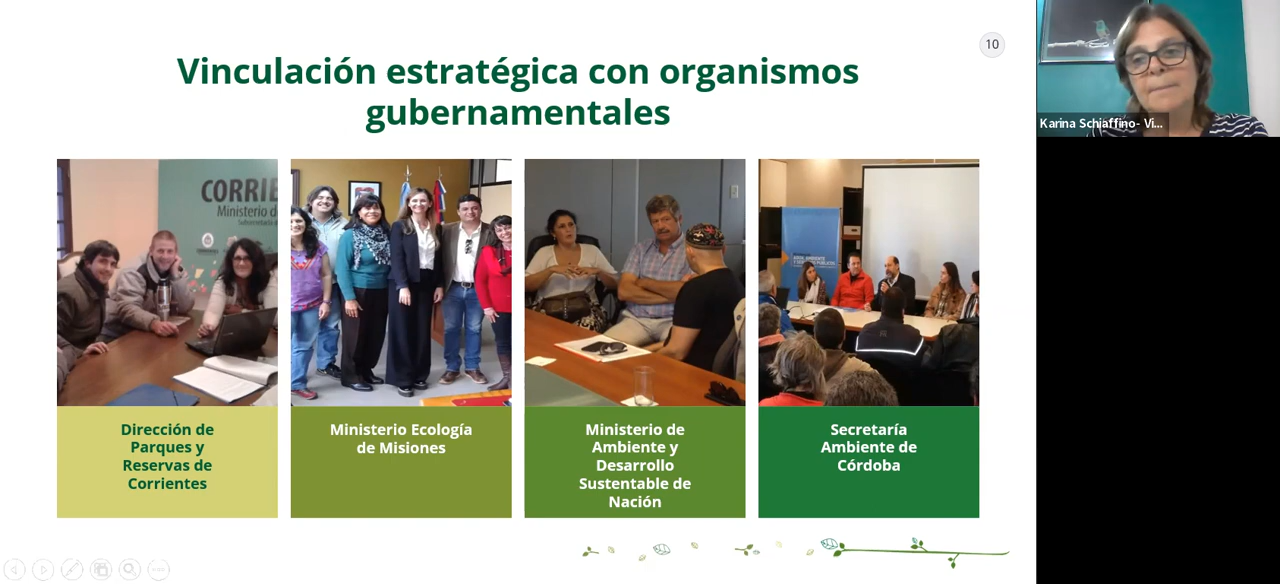 10
Vinculación estratégica con organismos
gubernamentales
Karina Schiaffino- Vi...
CORRIE
Ministerio d
Dirección de
Parques y
Reservas de
Corrientes
Ministerio Ecología
de Misiones
Ministerio de
Ambiente y
Desarrollo
Sustentable de
Nación
Secretaría
Ambiente de
Córdoba